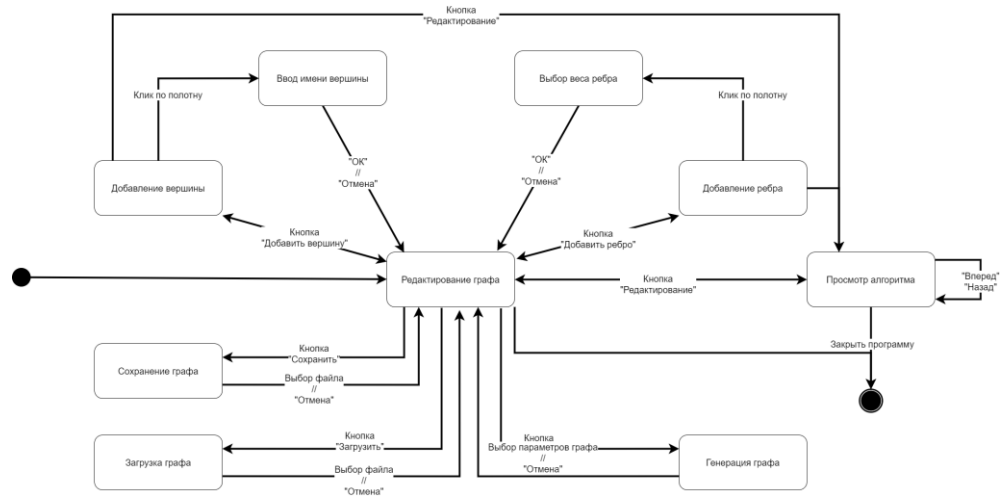 Кнопка
"Редактирование"
Ввод имени вершины
Выбор веса ребра
Клик по полотну
Клик по полотну
"ОК"
//
"Отмена"
"ОК"
//
"Отмена"
Добавление вершины
Добавление ребра
Кнопка
"Добавить вершину"
Кнопка
"Добавить ребро"
Редактирование графа
Кнопка
"Редактирование"
Просмотр алгоритма
"Вперед"
"Назад"
Закрыть программу
Кнопка
"Сохранить"
Сохранение графа
Выбор файла
//
"Отмена"
Кнопка
"Загрузить"
Загрузка графа
Выбор файла
//
"Отмена"
Кнопка
Выбор параметров графа
//
"Отмена"
Генерация графа